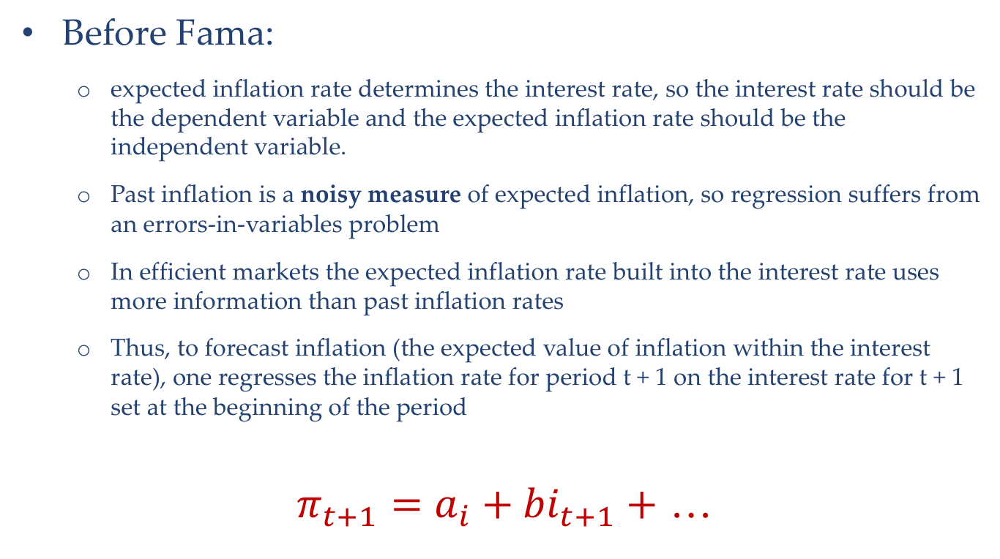 • Before Fama:
o expected inflation rate determines the interest rate, so the interest rate should be
the dependent variable and the expected inflation rate should be the
independent variable.
o Past inflation is a noisy measure of expected inflation, so regression suffers from
an errors-in-variables problem
o In efficient markets the expected inflation rate built into the interest rate uses
more information than past inflation rates
o Thus, to forecast inflation (the expected value of inflation within the interest
rate), one regresses the inflation rate for period t + 1 on the interest rate for t + 1
set at the beginning of the period
π_{t+1} = a_i + bi_{t+1} + …